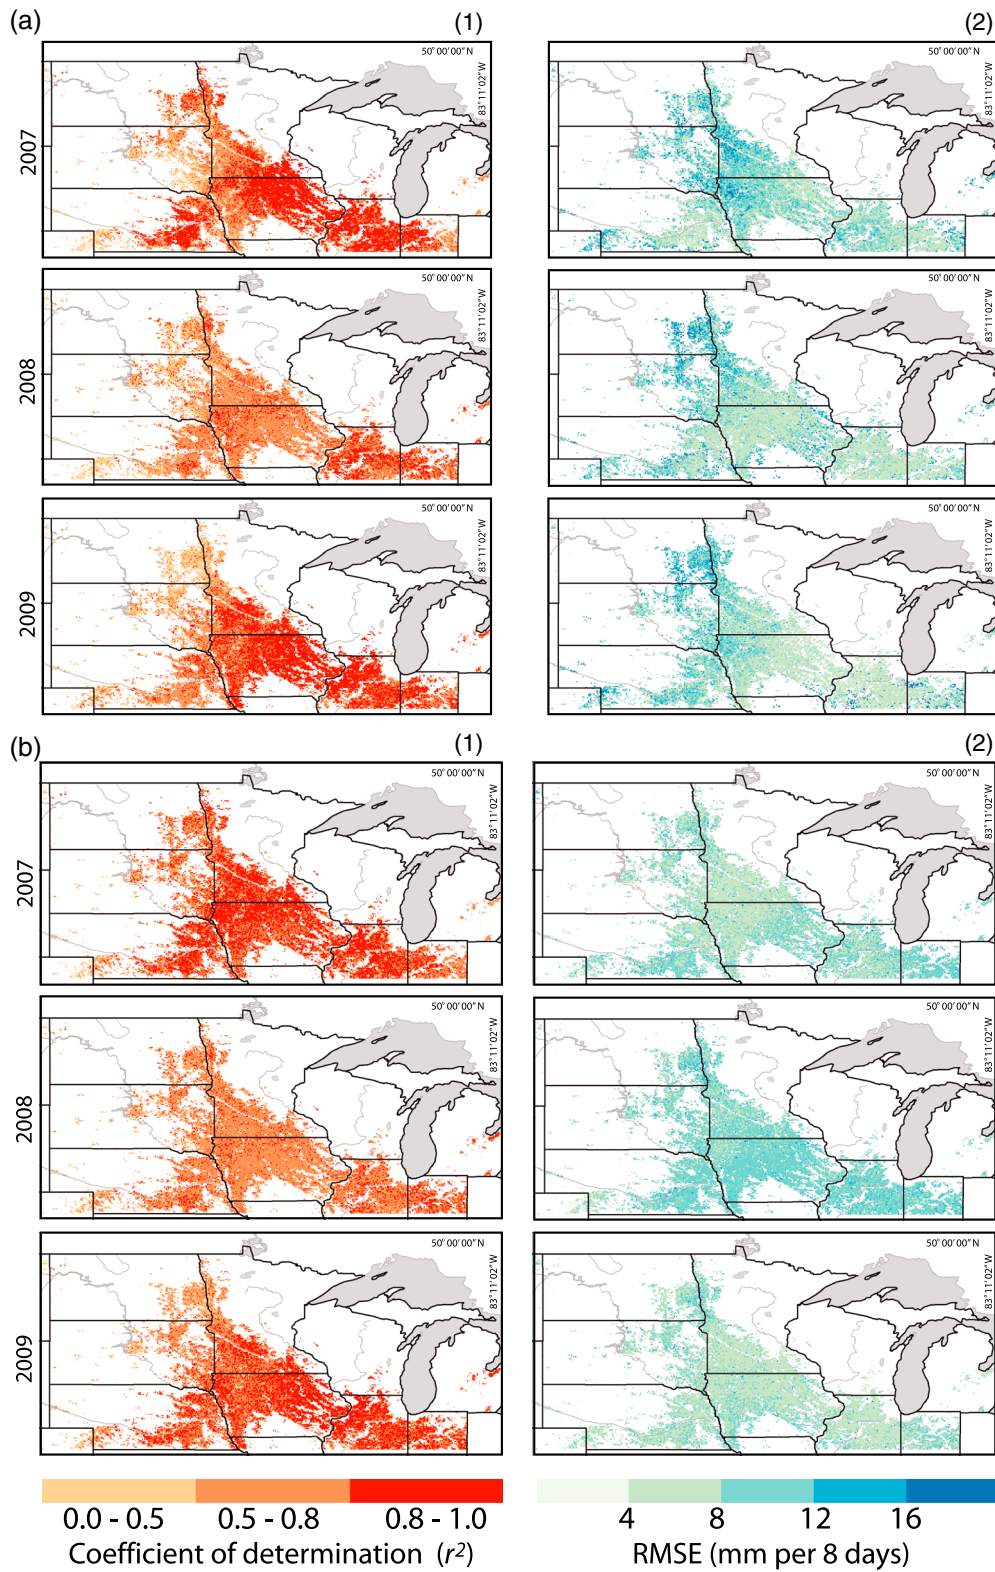 (a) (1) (2)
50° 00′ 00″ N 50° 00′ 00″ N
83° 11′ 02″ W 83° 11′ 02″ W
2007
50° 00′ 00″ N 50° 00′ 00″ N
83° 11′ 02″ W 83° 11′ 02″ W
2008
50° 00′ 00″ N 50° 00′ 00″ N
83° 11′ 02″ W 83° 11′ 02″ W
2009
(b) (1) (2)
50° 00′ 00″ N 50° 00′ 00″ N
83° 11′ 02″ W 83° 11′ 02″ W
2007
50° 00′ 00″ N 50° 00′ 00″ N
83° 11′ 02″ W 83° 11′ 02″ W
2008
50° 00′ 00″ N 50° 00′ 00″ N
83° 11′ 02″ W 83° 11′ 02″ W
2009
0.0 - 0.5 0.5 - 0.8 0.8 - 1.0
Coefficient of determination (r²)
4 8 12 16
RMSE (mm per 8 days)